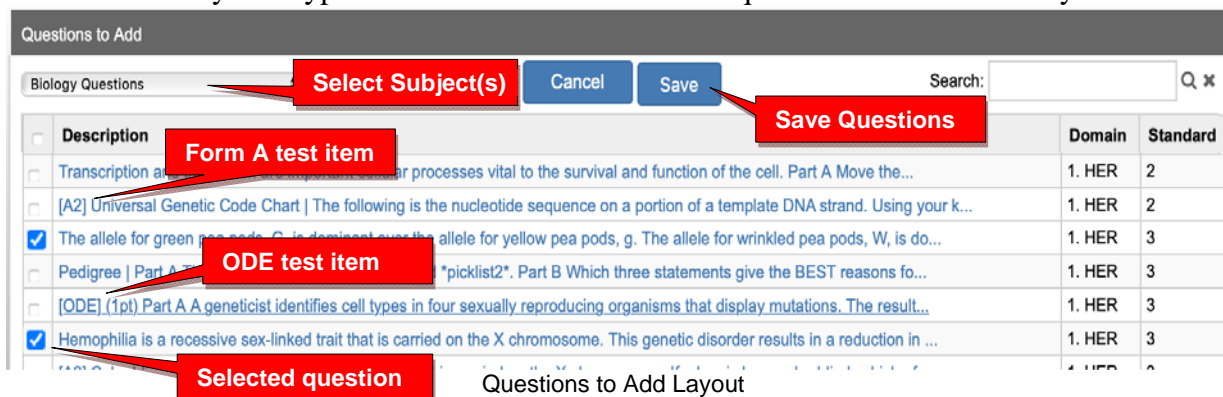 Questions to Add
Biology Questions Select Subject(s) Cancel Save Search:
Save Questions
Description Domain Standard
Form A test item
Transcription an processes vital to the survival and function of the cell. Part A Move the... 1. HER 2
[A2] Universal Genetic Code Chart | The following is the nucleotide sequence on a portion of a template DNA strand. Using your k... 1. HER 2
The allele for green allele for yellow pea pods, g. The allele for wrinkled pea pods, W, is do... 1. HER 3
ODE test item
Pedigree | Part A *picklist2*. Part B Which three statements give the BEST reasons fo... 1. HER 3
[ODE] (1pt) Part A A geneticist identifies cell types in four sexually reproducing organisms that display mutations. The result... 1. HER 3
Hemophilia is a recessive sex-linked trait that is carried on the X chromosome. This genetic disorder results in a reduction in ... 1. HER 3
Selected question
Questions to Add Layout